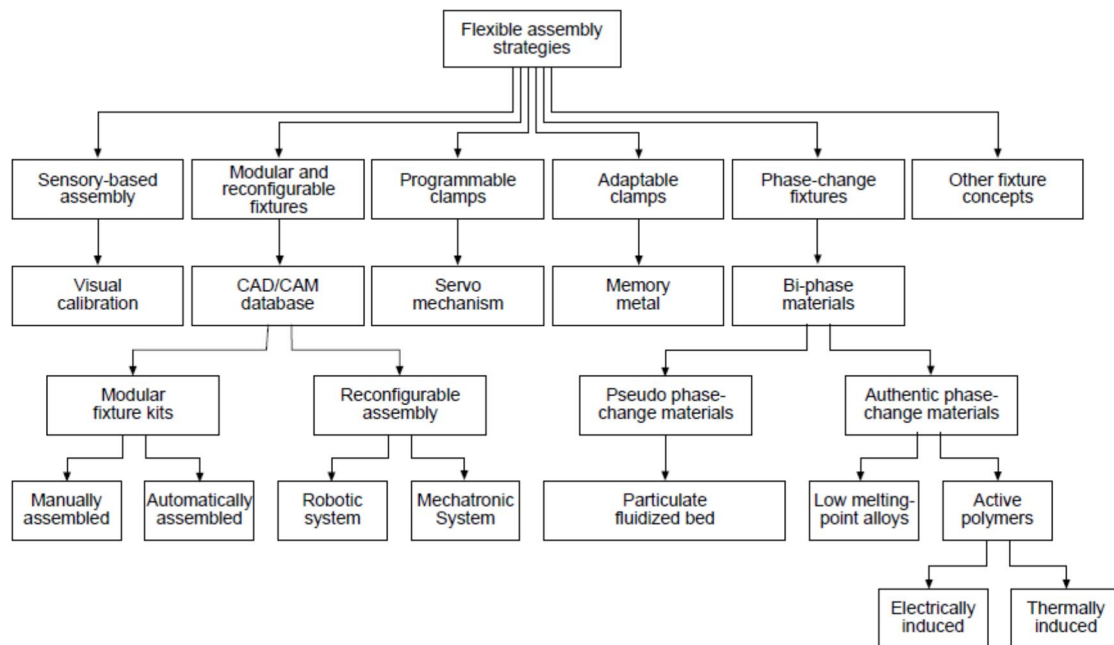 Flexible assembly
strategies
Sensory-based
assembly
Modular and
reconfigurable
fixtures
Programmable
clamps
Adaptable
clamps
Phase-change
fixtures
Other fixture
concepts
Visual
calibration
CAD/CAM
database
Servo
mechanism
Memory
metal
Bi-phase
materials
Modular
fixture kits
Reconfigurable
assembly
Pseudo phase-
change materials
Authentic phase-
change materials
Manually
assembled
Automatically
assembled
Robotic
system
Mechatronic
System
Particulate
fluidized bed
Low melting-
point alloys
Active
polymers
Electrically
induced
Thermally
induced